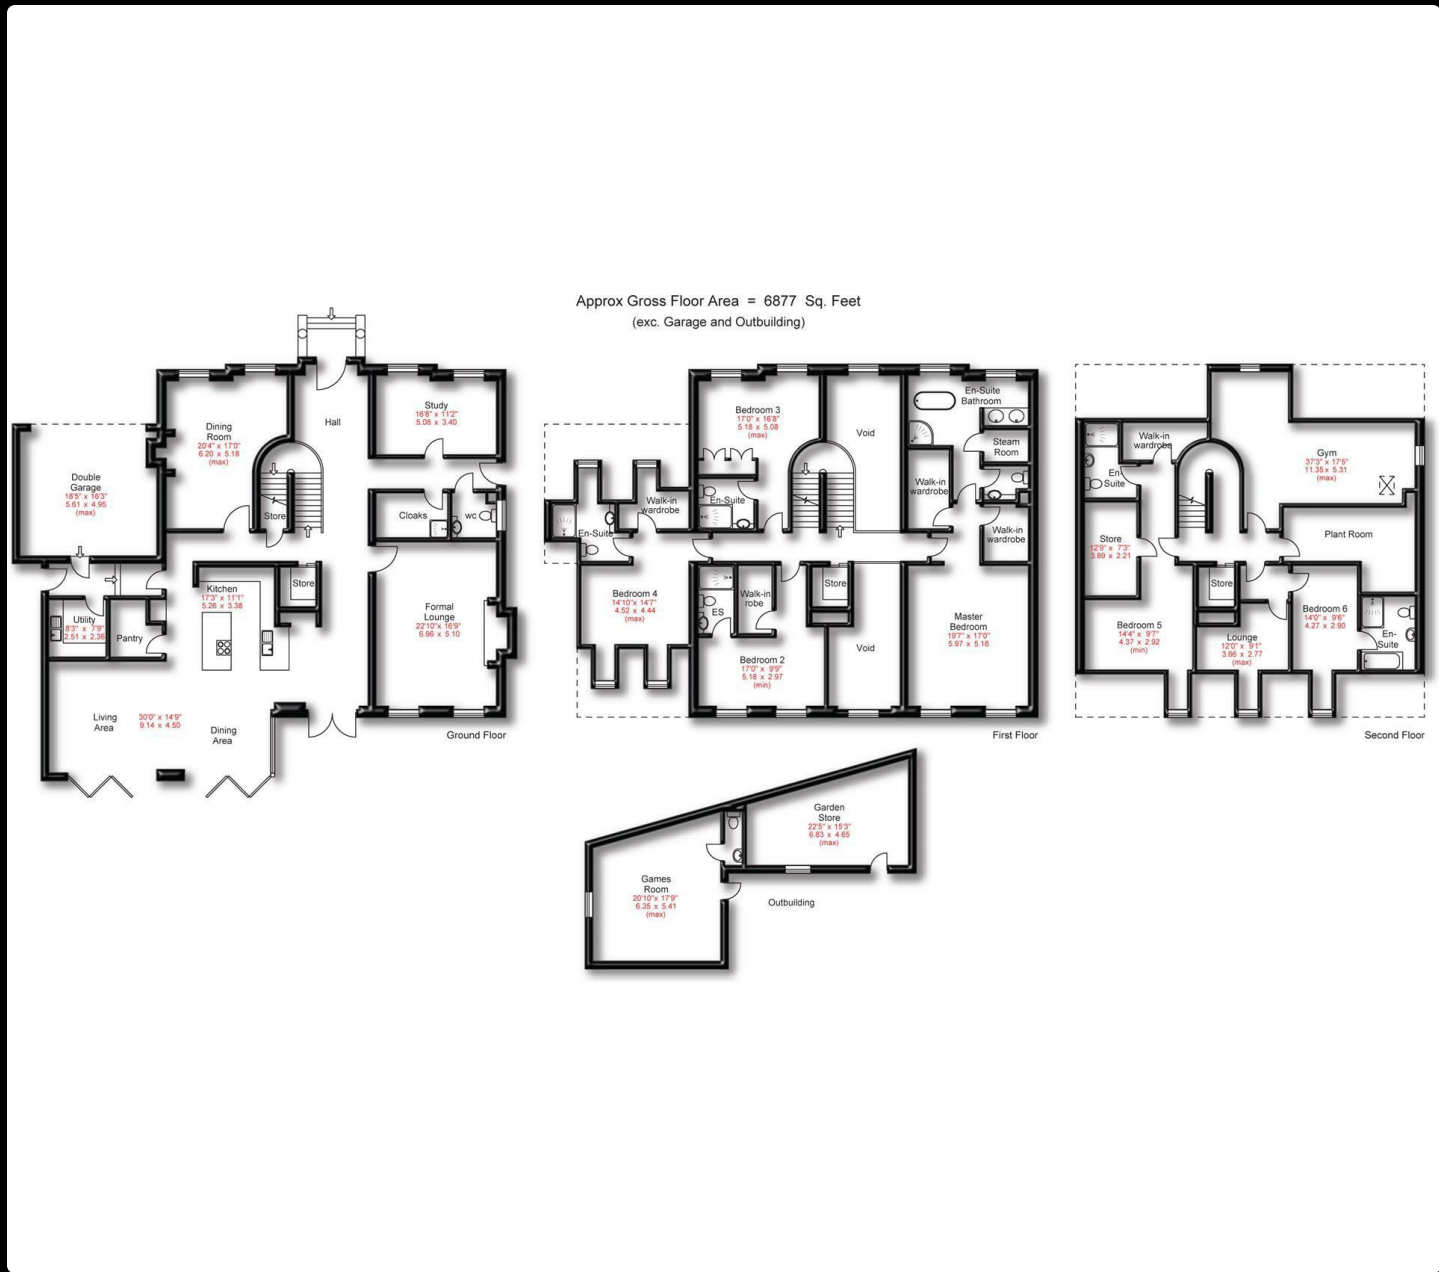 Approx Gross Floor Area = 6877 Sq. Feet
(exc. Garage and Outbuilding)
Double
Garage
18'5" x 16'3"
5.61 x 4.95
(max)
Dining
Room
20'4" x 17'0"
6.20 x 5.18
(max)
Hall
Study
16'8" x 11'2"
5.08 x 3.40
Store
Cloaks
wc
Kitchen
17'3" x 11'1"
5.26 x 3.38
Store
Utility
8'3" x 7'9"
2.51 x 2.36
Pantry
Formal
Lounge
22'10" x 16'9"
6.96 x 5.10
Living
Area
30'0" x 14'9"
9.14 x 4.50
Dining
Area
Ground Floor
Bedroom 3
17'0" x 16'8"
5.18 x 5.08
(max)
Void
En-Suite
Bathroom
Steam
Room
Walk-in
wardrobe
Walk-in
wardrobe
En-Suite
En-Suite
Walk-in
wardrobe
Bedroom 4
14'10"x 14'7"
4.52 x 4.44
(max)
ES
Walk-in
robe
Store
Bedroom 2
17'0" x 9'9"
5.18 x 2.97
(min)
Void
Master
Bedroom
19'7" x 17'0"
5.97 x 5.18
First Floor
Walk-in
wardrobe
En-
Suite
Gym
37'3" x 17'5"
11.35x 5.31
(max)
Store
12'9" x 7'3"
3.89 x 2.21
Plant Room
Store
Bedroom 5
14'4" x 9'7"
4.37 x 2.92
(min)
Lounge
12'0" x 9'1"
3.66 x 2.77
(max)
Bedroom 6
14'0" x 9'6"
4.27 x 2.90
En-
Suite
Second Floor
Garden
Store
22'5" x 15'3"
6.83 x 4.65
(max)
Games
Room
20'10"x 17'9"
6.35 x 5.41
(max)
Outbuilding